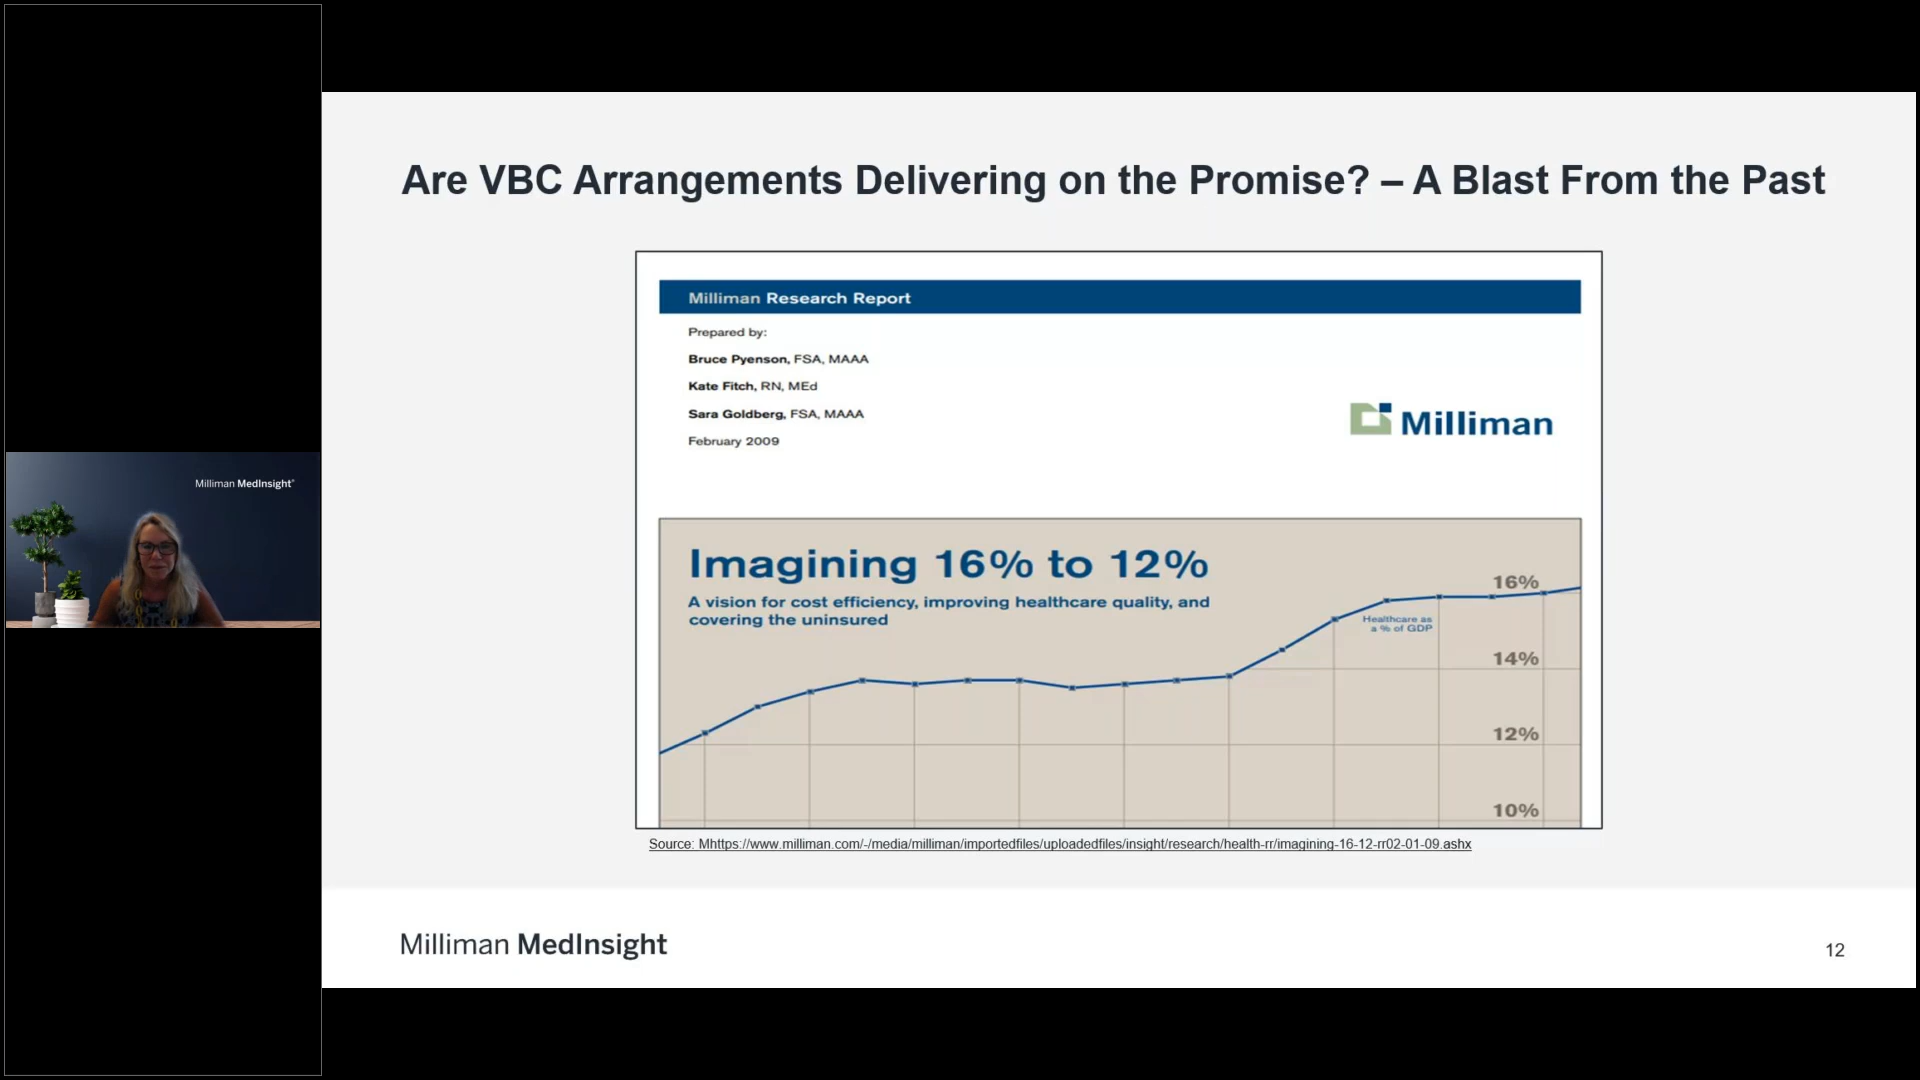 Are VBC Arrangements Delivering on the Promise? – A Blast From the Past
Milliman Research Report
Prepared by:
Bruce Pyenson, FSA, MAAA
Kate Fitch, RN, MEd
Sara Goldberg, FSA, MAAA
February 2009
Milliman
Milliman MedInsight®
Imagining 16% to 12%
A vision for cost efficiency, improving healthcare quality, and
covering the uninsured
16%
Healthcare as
a % of GDP
14%
12%
10%
Source: Mhttps://www.milliman.com/-/media/milliman/importedfiles/uploadedfiles/insight/research/health-rr/imagining-16-12-rr02-01-09.ashx
Milliman MedInsight
12